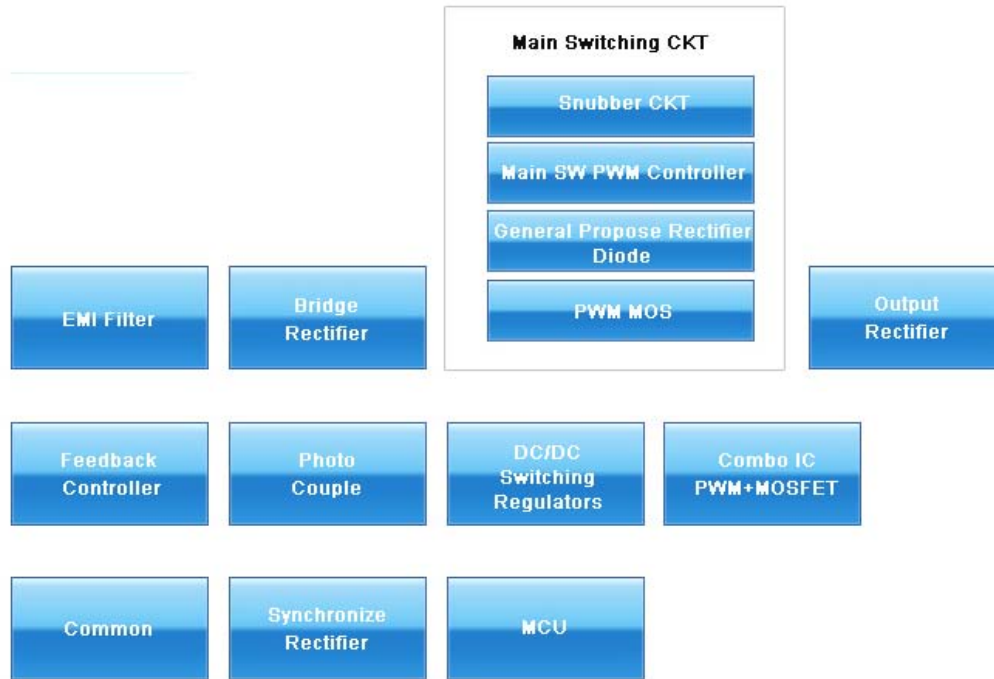 Main Switching CKT
Snubber CKT
Main SW PWM Controller
General Propose Rectifier
Diode
PWM MOS
EMI Filter
Bridge
Rectifier
Output
Rectifier
Feedback
Controller
Photo
Couple
DC/DC
Switching
Regulators
Combo IC
PWM+MOSFET
Common
Synchronize
Rectifier
MCU